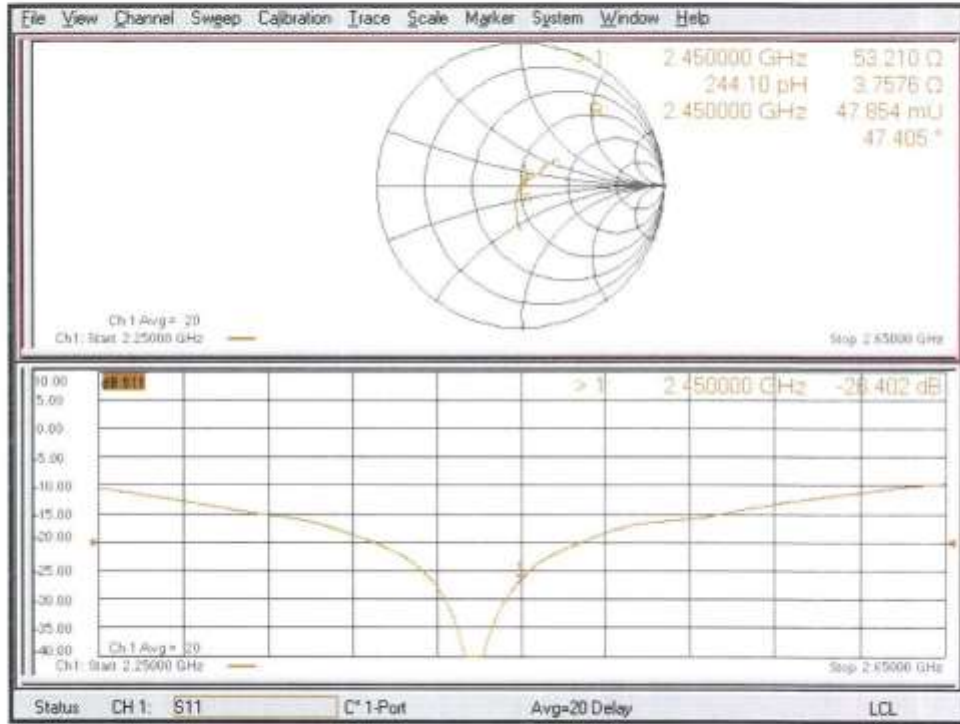 File View Channel Sweep Calibration Trace Scale Marker System Window Help
> 1 2.450000 GHz 53.210 Ω
244.10 pH 3.7576 Ω
2.450000 GHz 47.854 mU
47.405 °
Ch 1 Avg = 20
Ch1: Start 2.25000 GHz
Stop 2.65000 GHz
10.00
dB S11
> 1 2.450000 GHz -26.402 dB
5.00
0.00
-5.00
-10.00
-15.00
-20.00
-25.00
-30.00
-35.00
-40.00
Ch 1 Avg = 20
Ch1: Start 2.25000 GHz
Stop 2.65000 GHz
Status CH 1: S11 C* 1-Port Avg=20 Delay LCL